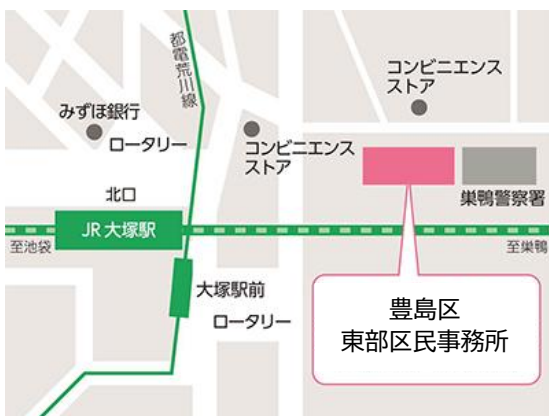 都電荒川線
コンビニエンス
ストア
みずほ銀行
ロータリー
コンビニエンス
ストア
北口
巣鴨警察署
JR 大塚駅
至池袋
至巣鴨
大塚駅前
ロータリー
豊島区
東部区民事務所